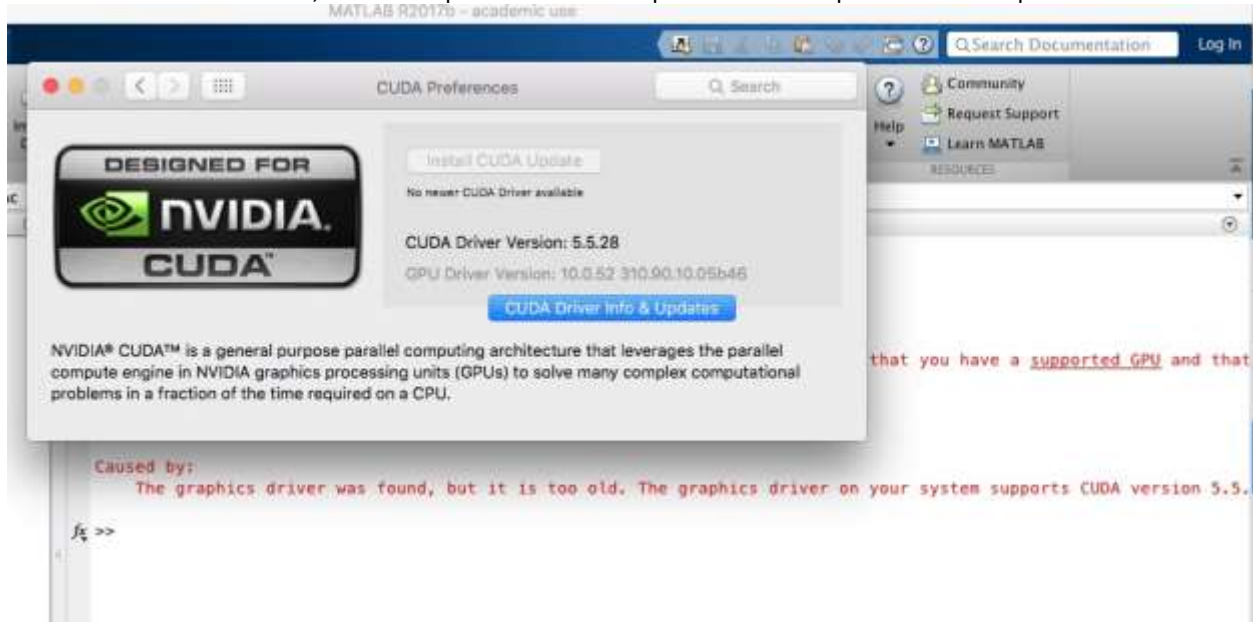 MATLAB R2017b - academic use
Search Documentation
Log In
CUDA Preferences
Search
Community
Request Support
Help
Learn MATLAB
RESOURCES
DESIGNED FOR
NVIDIA.
CUDA™
Install CUDA Update
No newer CUDA Driver available
CUDA Driver Version: 5.5.28
GPU Driver Version: 10.0.52 310.90.10.05b46
CUDA Driver Info & Updates
NVIDIA® CUDA™ is a general purpose parallel computing architecture that leverages the parallel
compute engine in NVIDIA graphics processing units (GPUs) to solve many complex computational
problems in a fraction of the time required on a CPU.
that you have a supported GPU and that
Caused by:
The graphics driver was found, but it is too old. The graphics driver on your system supports CUDA version 5.5.
fx >>